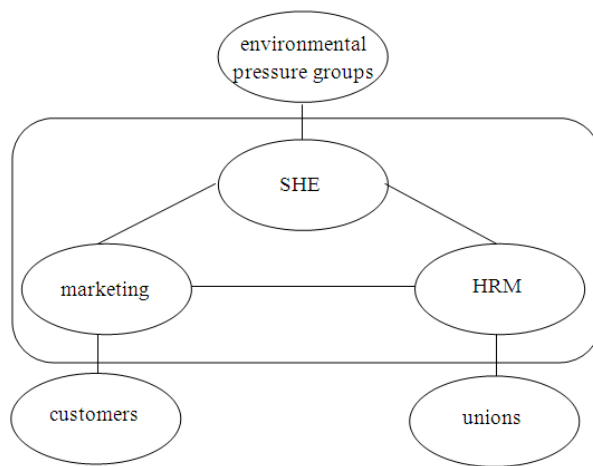 environmental
pressure groups
SHE
marketing
HRM
customers
unions